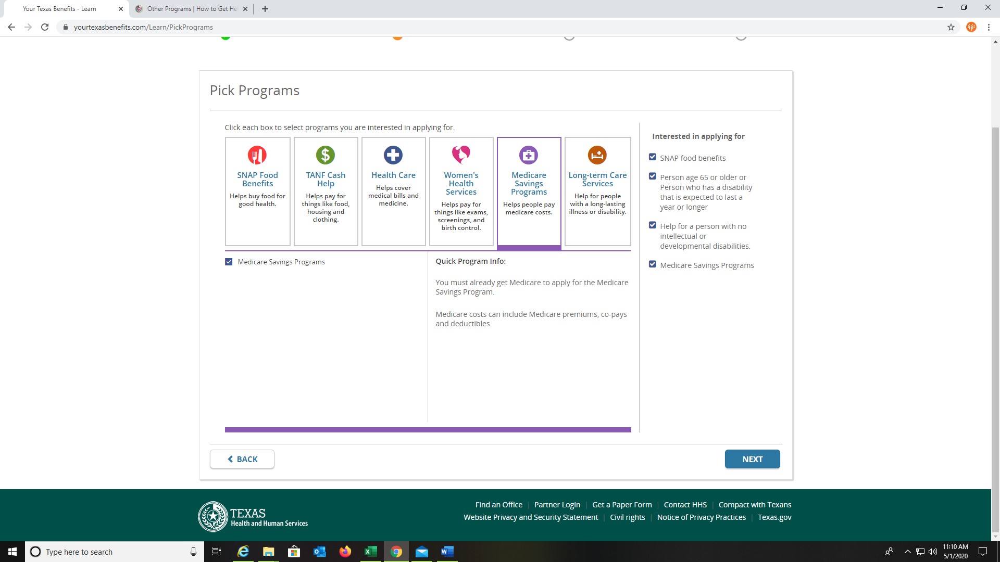 Your Texas Benefits - Learn
Other Programs | How to Get He
yourtexasbenefits.com/Learn/PickPrograms
Pick Programs
Click each box to select programs you are interested in applying for.
SNAP Food
Benefits
Helps buy food for
good health.
TANF Cash
Help
Helps pay for
things like food,
housing and
clothing.
Health Care
Helps cover
medical bills and
medicine.
Women's
Health
Services
Helps pay for
things like exams,
screenings, and
birth control.
Medicare
Savings
Programs
Helps people pay
medicare costs.
Long-term Care
Services
Help for people
with a long-lasting
illness or disability.
Medicare Savings Programs
Quick Program Info:
You must already get Medicare to apply for the Medicare
Savings Program.
Medicare costs can include Medicare premiums, co-pays
and deductibles.
Interested in applying for
SNAP food benefits
Person age 65 or older or
Person who has a disability
that is expected to last a
year or longer
Help for a person with no
intellectual or
developmental disabilities.
Medicare Savings Programs
BACK
NEXT
TEXAS
Health and Human Services
Find an Office | Partner Login | Get a Paper Form | Contact HHS | Compact with Texans
Website Privacy and Security Statement | Civil rights | Notice of Privacy Practices | Texas.gov
Type here to search
11:10 AM
5/1/2020